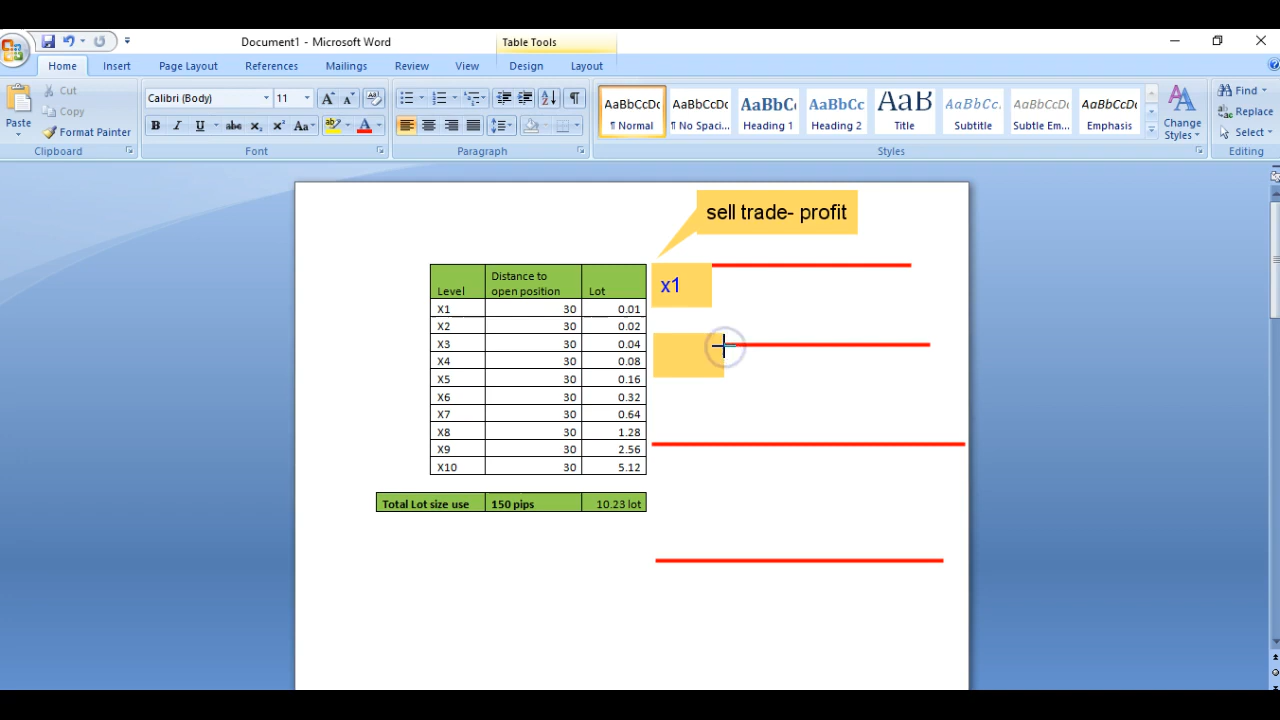 Document1 - Microsoft Word
Table Tools
Home Insert Page Layout References Mailings Review View Design Layout
Paste
Cut
Copy
Format Painter
Clipboard
Calibri (Body) 11
B I U abc X₂ X² Aa
Font
Paragraph
AaBbCcDc AaBbCcDc AaBbCc AaBbCc AaB AaBbCc. AaBbCcDc AaBbCcDc
¶ Normal ¶ No Spaci... Heading 1 Heading 2 Title Subtitle Subtle Em... Emphasis
Change Styles
Styles
Find
Replace
Select
Editing
sell trade- profit
Level Distance to open position Lot
X1 30 0.01
X2 30 0.02
X3 30 0.04
X4 30 0.08
X5 30 0.16
X6 30 0.32
X7 30 0.64
X8 30 1.28
X9 30 2.56
X10 30 5.12
Total Lot size use 150 pips 10.23 lot
x1